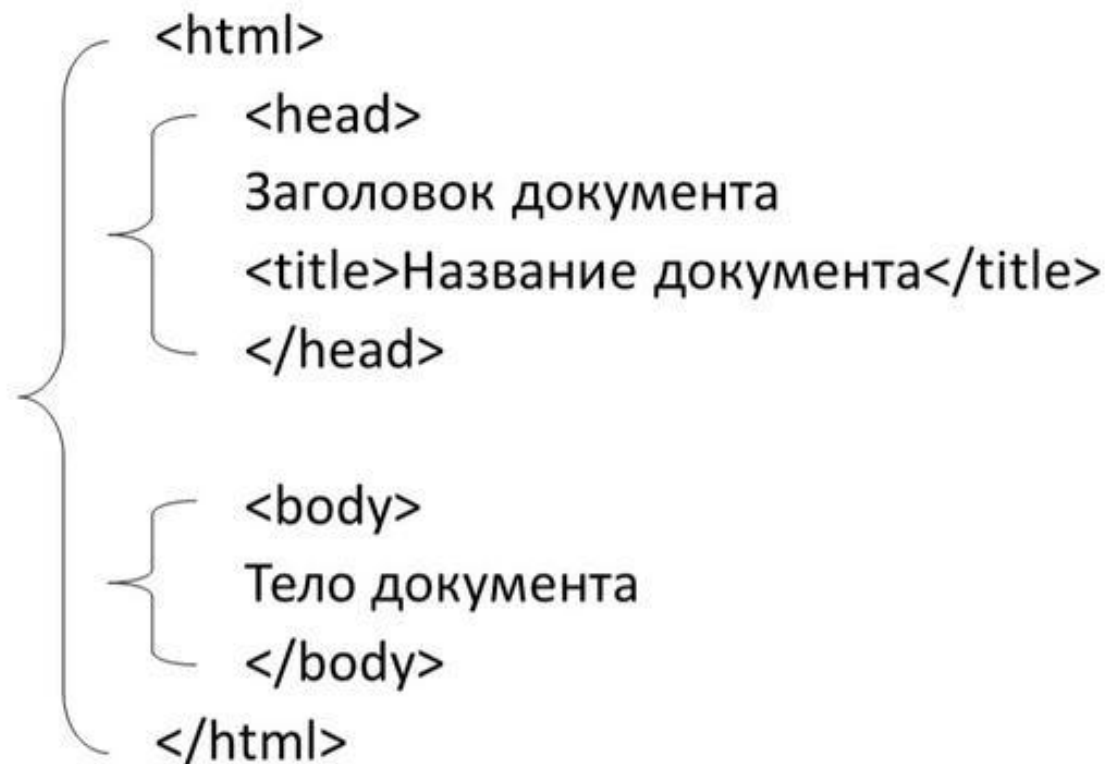 <html>
<head>
Заголовок документа
<title>Название документа</title>
</head>
<body>
Тело документа
</body>
</html>